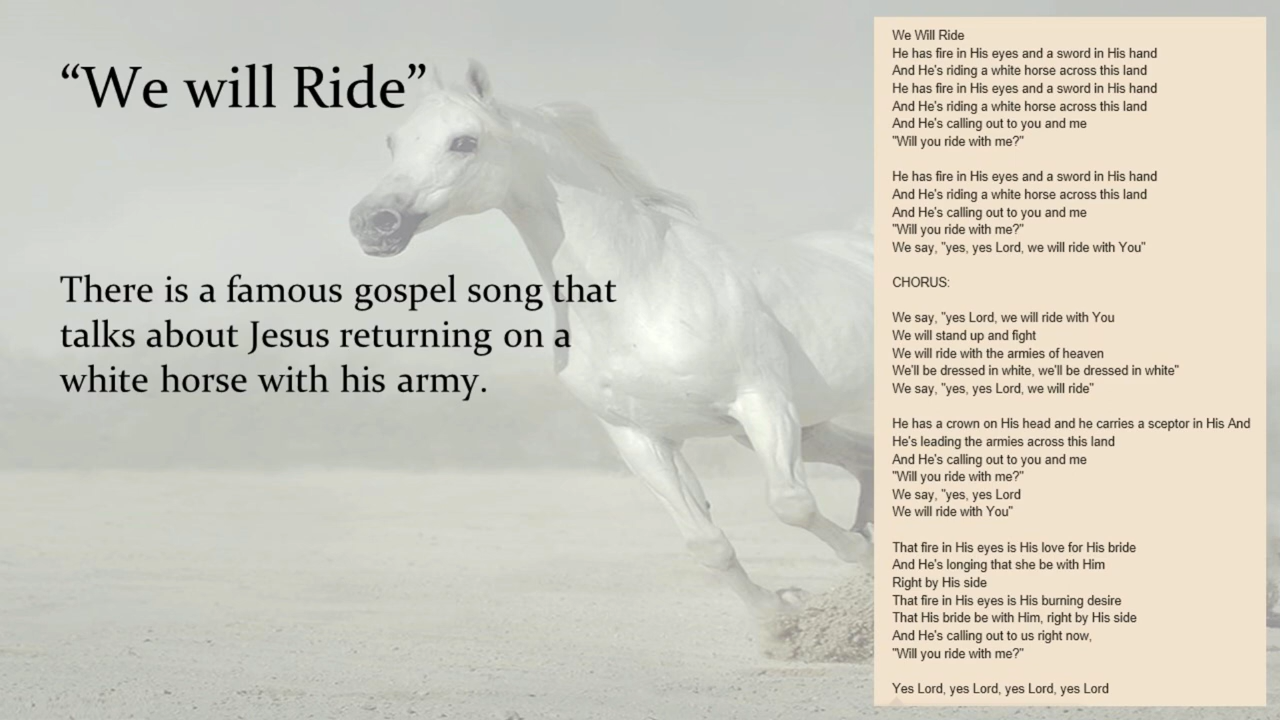 “We will Ride”
There is a famous gospel song that
talks about Jesus returning on a
white horse with his army.
We Will Ride
He has fire in His eyes and a sword in His hand
And He's riding a white horse across this land
He has fire in His eyes and a sword in His hand
And He's riding a white horse across this land
And He's calling out to you and me
"Will you ride with me?"
He has fire in His eyes and a sword in His hand
And He's riding a white horse across this land
And He's calling out to you and me
"Will you ride with me?"
We say, "yes, yes Lord, we will ride with You"
CHORUS:
We say, "yes Lord, we will ride with You
We will stand up and fight
We will ride with the armies of heaven
We'll be dressed in white, we'll be dressed in white"
We say, "yes, yes Lord, we will ride"
He has a crown on His head and he carries a sceptor in His And
He's leading the armies across this land
And He's calling out to you and me
"Will you ride with me?"
We say, "yes, yes Lord
We will ride with You"
That fire in His eyes is His love for His bride
And He's longing that she be with Him
Right by His side
That fire in His eyes is His burning desire
That His bride be with Him, right by His side
And He's calling out to us right now,
"Will you ride with me?"
Yes Lord, yes Lord, yes Lord, yes Lord